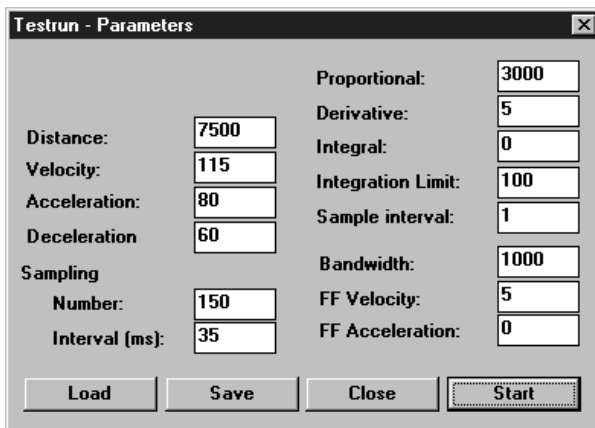 Testrun - Parameters
Distance: 7500
Velocity: 115
Acceleration: 80
Deceleration 60
Sampling
Number: 150
Interval (ms): 35
Proportional: 3000
Derivative: 5
Integral: 0
Integration Limit: 100
Sample interval: 1
Bandwidth: 1000
FF Velocity: 5
FF Acceleration: 0
Load Save Close Start